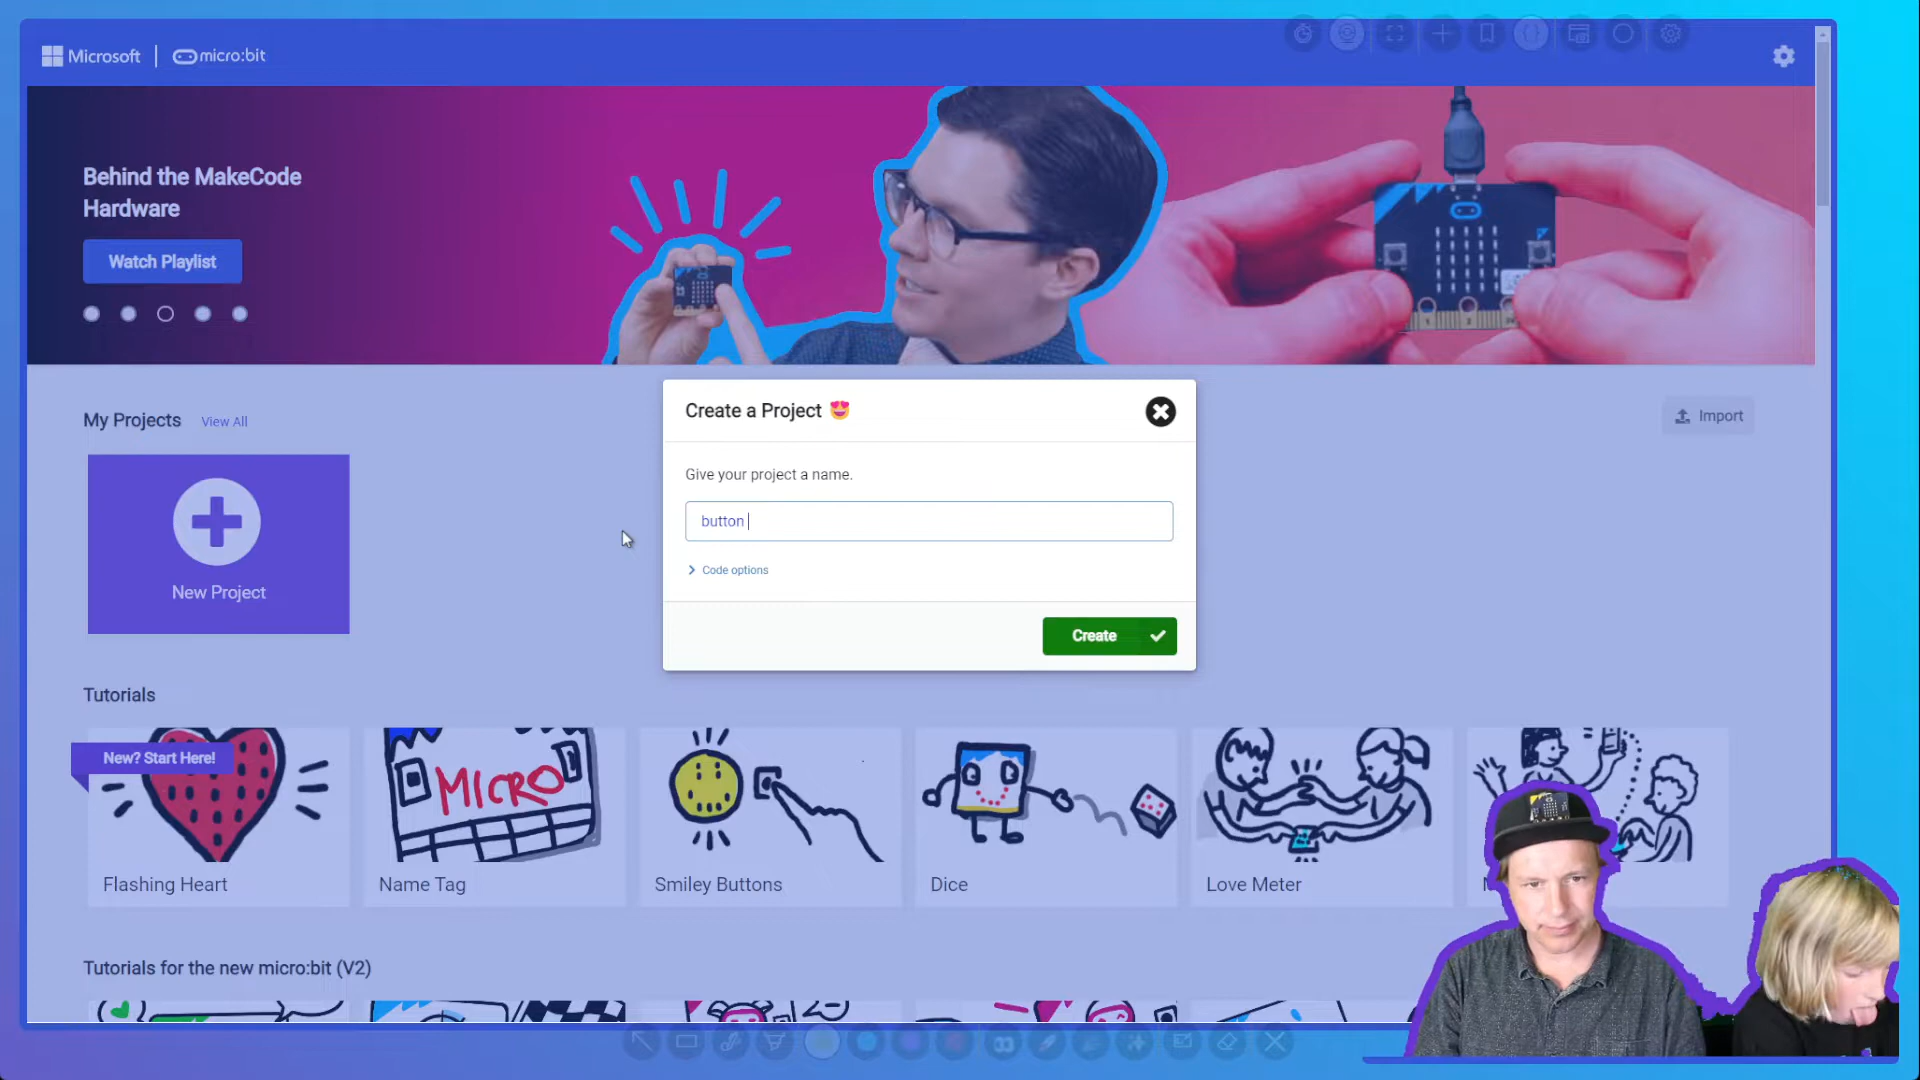 Microsoft | micro:bit
Behind the MakeCode
Hardware
Watch Playlist
My Projects View All
Import
New Project
Create a Project
Give your project a name.
button
Code options
Create
Tutorials
New? Start Here!
MICRO
Flashing Heart
Name Tag
Smiley Buttons
Dice
Love Meter
Tutorials for the new micro:bit (V2)